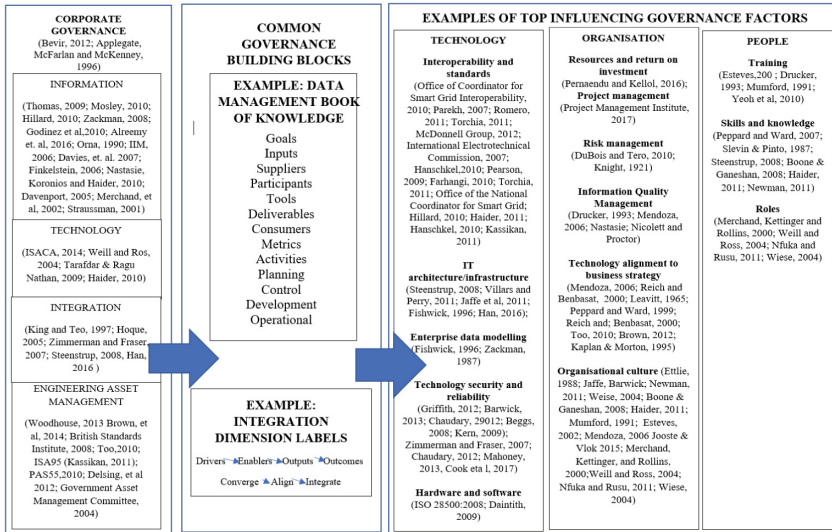 CORPORATE
GOVERNANCE
(Bevir, 2012; Applegate,
McFarlan and McKenney,
1996)
INFORMATION
(Thomas, 2009; Mosley, 2010;
Hillard, 2010; Zackman, 2008;
Godinez et al,2010; Alreemy
et. al, 2016; Orna, 1990; IIM,
2006; Davies, et. al. 2007;
Finkelstein, 2006; Nastasie,
Koronios and Haider, 2010;
Davenport, 2005; Merchand, et
al, 2002; Straussman, 2001)
TECHNOLOGY
(ISACA, 2014; Weill and Ros,
2004; Tarafdar & Ragu
Nathan, 2009; Haider, 2010)
INTEGRATION
(King and Teo, 1997; Hoque,
2005; Zimmerman and Fraser,
2007; Steenstrup, 2008, Han,
2016 )
ENGINEERING ASSET
MANAGEMENT
(Woodhouse, 2013 Brown, et
al, 2014; British Standards
Institute, 2008; Too,2010;
ISA95 (Kassikan, 2011);
PAS55,2010; Delsing, et al
2012; Government Asset
Management Committee,
2004)
COMMON
GOVERNANCE
BUILDING BLOCKS
EXAMPLE: DATA
MANAGEMENT BOOK
OF KNOWLEDGE
Goals
Inputs
Suppliers
Participants
Tools
Deliverables
Consumers
Metrics
Activities
Planning
Control
Development
Operational
EXAMPLE:
INTEGRATION
DIMENSION LABELS
Drivers Enablers Outputs Outcomes
Converge Align Integrate
EXAMPLES OF TOP INFLUENCING GOVERNANCE FACTORS
TECHNOLOGY
Interoperability and
standards
(Office of Coordinator for
Smart Grid Interoperability,
2010; Parekh, 2007; Romero,
2011; Torchia, 2011;
McDonnell Group, 2012;
International Electrotechnical
Commission, 2007;
Hanschkel,2010; Pearson,
2009; Farhangi, 2010; Torchia,
2011; Office of the National
Coordinator for Smart Grid;
Hillard, 2010; Haider, 2011;
Hanschkel, 2010; Kassikan,
2011)
IT
architecture/infrastructure
(Steenstrup, 2008; Villars and
Perry, 2011; Jaffe et al, 2011;
Fishwick, 1996; Han, 2016);
Enterprise data modelling
(Fishwick, 1996; Zackman,
1987)
Technology security and
reliability
(Griffith, 2012; Barwick,
2013; Chaudary, 29012; Beggs,
2008; Kern, 2009);
Zimmerman and Fraser, 2007;
Chaudary, 2012; Mahoney,
2013, Cook eta l, 2017)
Hardware and software
(ISO 28500:2008; Daintith,
2009)
ORGANISATION
Resources and return on
investment
(Pernaendu and Kellol, 2016);
Project management
(Project Management Institute,
2017)
Risk management
(DuBois and Tero, 2010;
Knight, 1921)
Information Quality
Management
(Drucker, 1993; Mendoza,
2006; Nastasie; Nicolett and
Proctor)
Technology alignment to
business strategy
(Mendoza, 2006; Reich and
Benbasat, 2000; Leavitt, 1965;
Peppard and Ward, 1999;
Reich and; Benbasat, 2000;
Too, 2010; Brown, 2012;
Kaplan & Morton, 1995)
Organisational culture (Ettlie,
1988; Jaffe, Barwick; Newman,
2011; Weise, 2004; Boone &
Ganeshan, 2008; Haider, 2011;
Mumford, 1991; Esteves,
2002; Mendoza, 2006 Jooste &
Vlok 2015; Merchand,
Kettinger, and Rollins,
2000;Weill and Ross, 2004;
Nfuka and Rusu, 2011; Wiese,
2004)
PEOPLE
Training
(Esteves,200 ; Drucker,
1993; Mumford, 1991;
Yeoh et al, 2010)
Skills and knowledge
(Peppard and Ward, 2007;
Slevin & Pinto, 1987;
Steenstrup, 2008; Boone &
Ganeshan, 2008; Haider,
2011; Newman, 2011)
Roles
(Merchand, Kettinger and
Rollins, 2000; Weill and
Ross, 2004; Nfuka and
Rusu, 2011; Wiese, 2004)